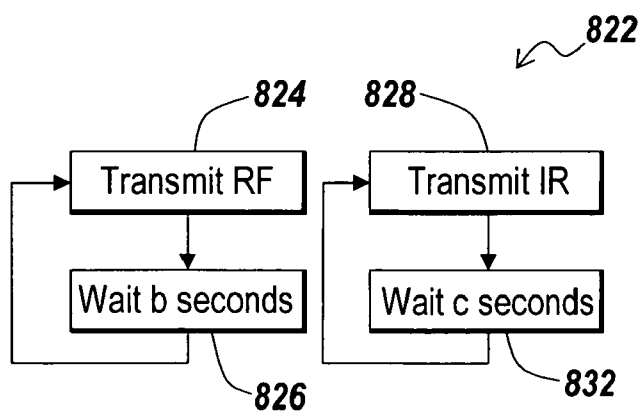 822
824
828
Transmit RF
Transmit IR
Wait b seconds
Wait c seconds
826
832